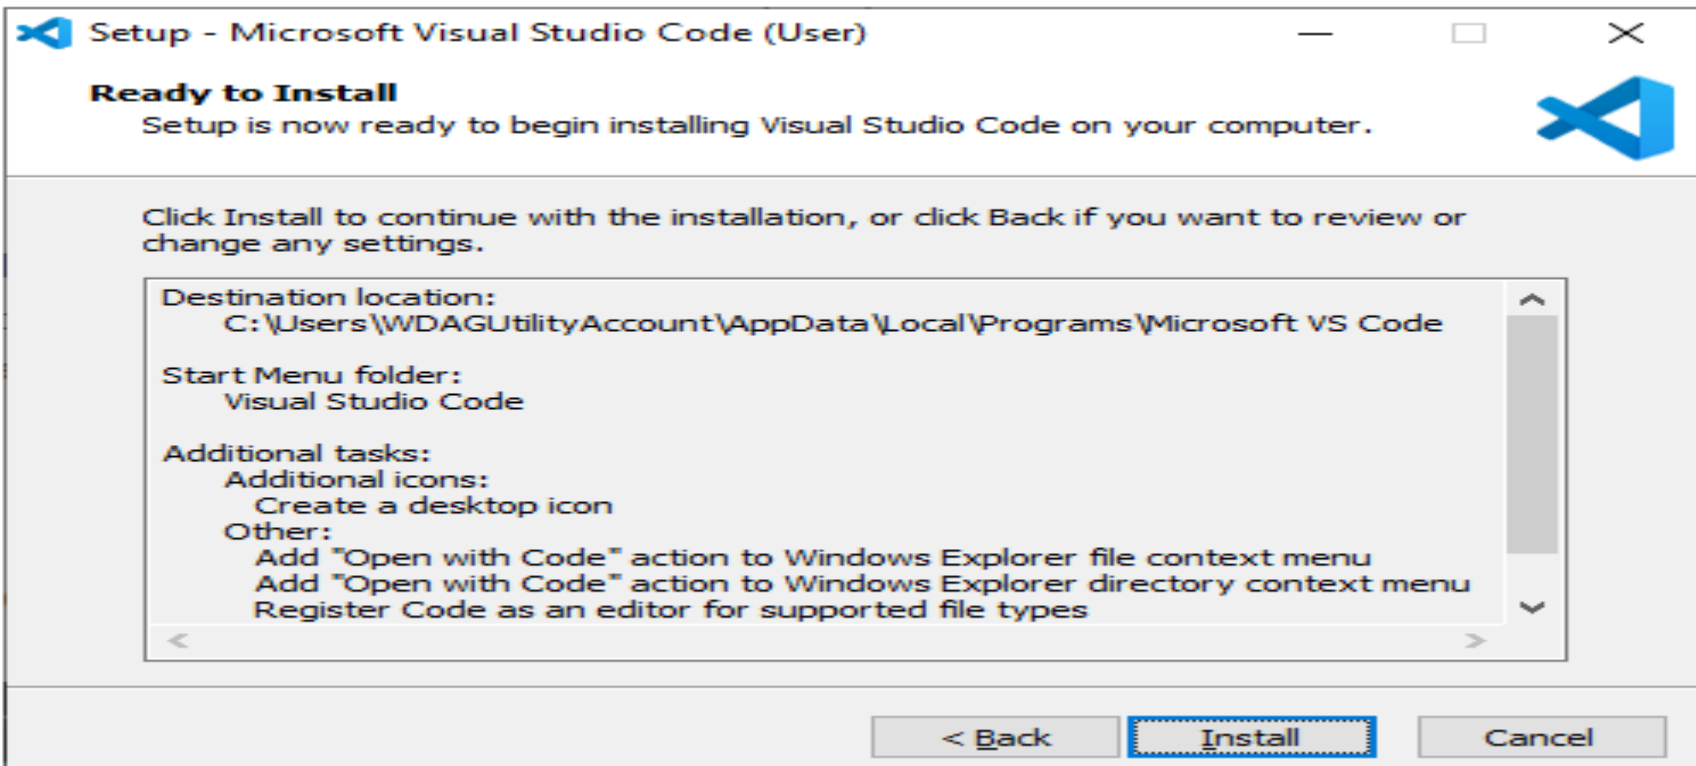 Setup - Microsoft Visual Studio Code (User)
Ready to Install
Setup is now ready to begin installing Visual Studio Code on your computer.
Click Install to continue with the installation, or click Back if you want to review or
change any settings.
Destination location:
C:\Users\WDAGUtilityAccount\AppData\Local\Programs\Microsoft VS Code
Start Menu folder:
Visual Studio Code
Additional tasks:
Additional icons:
Create a desktop icon
Other:
Add "Open with Code" action to Windows Explorer file context menu
Add "Open with Code" action to Windows Explorer directory context menu
Register Code as an editor for supported file types
< Back
Install
Cancel